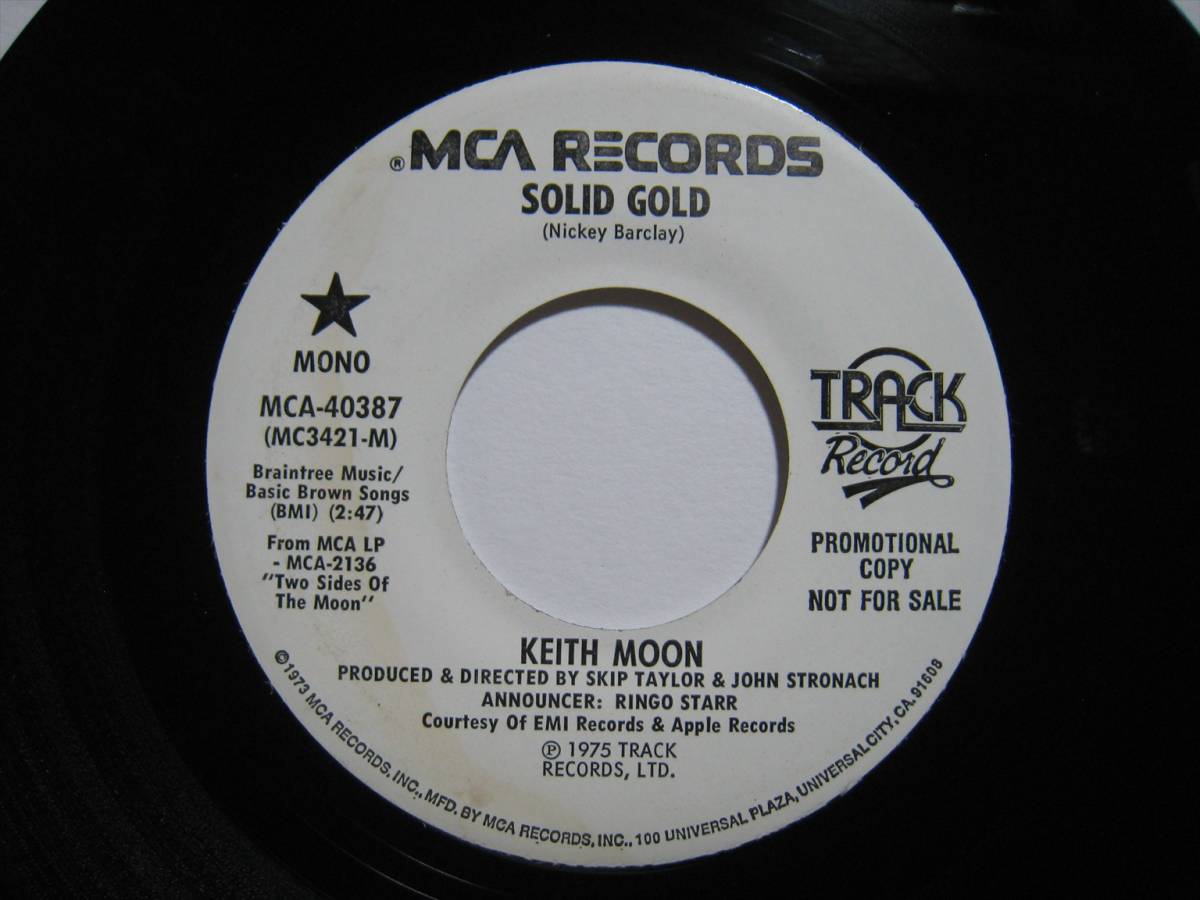 ®MCA RECORDS
SOLID GOLD
(Nickey Barclay)
MONO
MCA-40387
(MC3421-M)
Braintree Music/
Basic Brown Songs
(BMI) (2:47)
From MCA LP
- MCA-2136
"Two Sides Of
The Moon"
TRACK
Record
PROMOTIONAL
COPY
NOT FOR SALE
KEITH MOON
PRODUCED & DIRECTED BY SKIP TAYLOR & JOHN STRONACH
ANNOUNCER: RINGO STARR
Courtesy Of EMI Records & Apple Records
℗ 1975 TRACK
RECORDS, LTD.
©1973 MCA RECORDS, INC., MFD. BY MCA RECORDS, INC., 100 UNIVERSAL PLAZA, UNIVERSAL CITY, CA. 91608